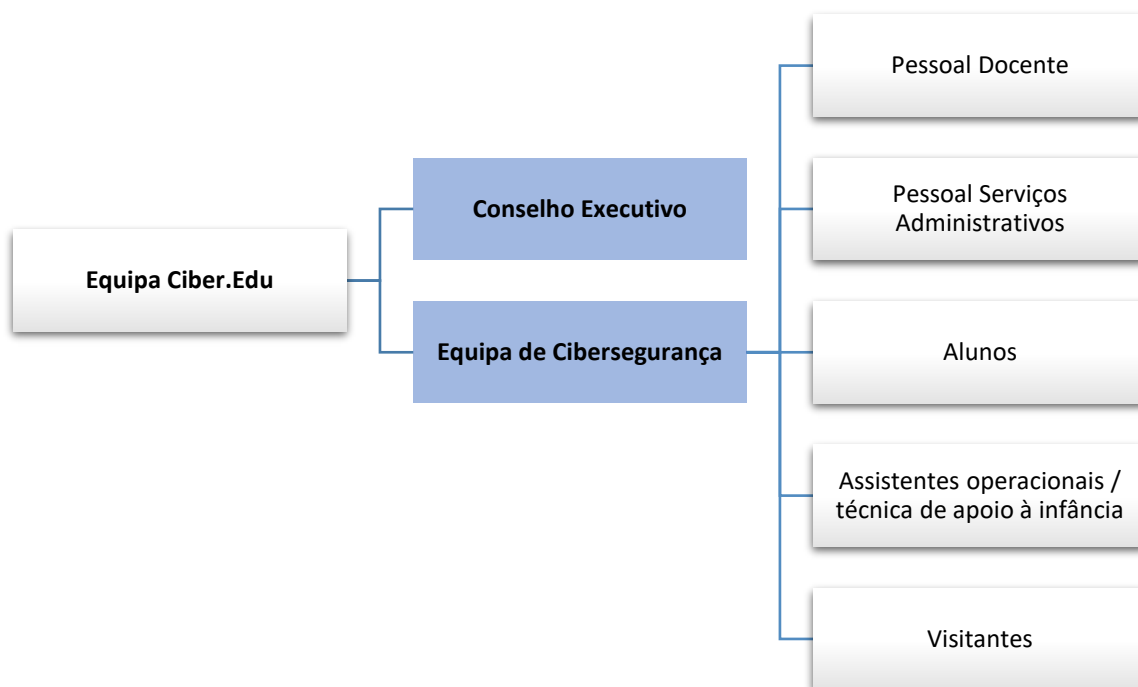 Equipa Ciber.Edu
Conselho Executivo
Equipa de Cibersegurança
Pessoal Docente
Pessoal Serviços
Administrativos
Alunos
Assistentes operacionais /
técnica de apoio à infância
Visitantes